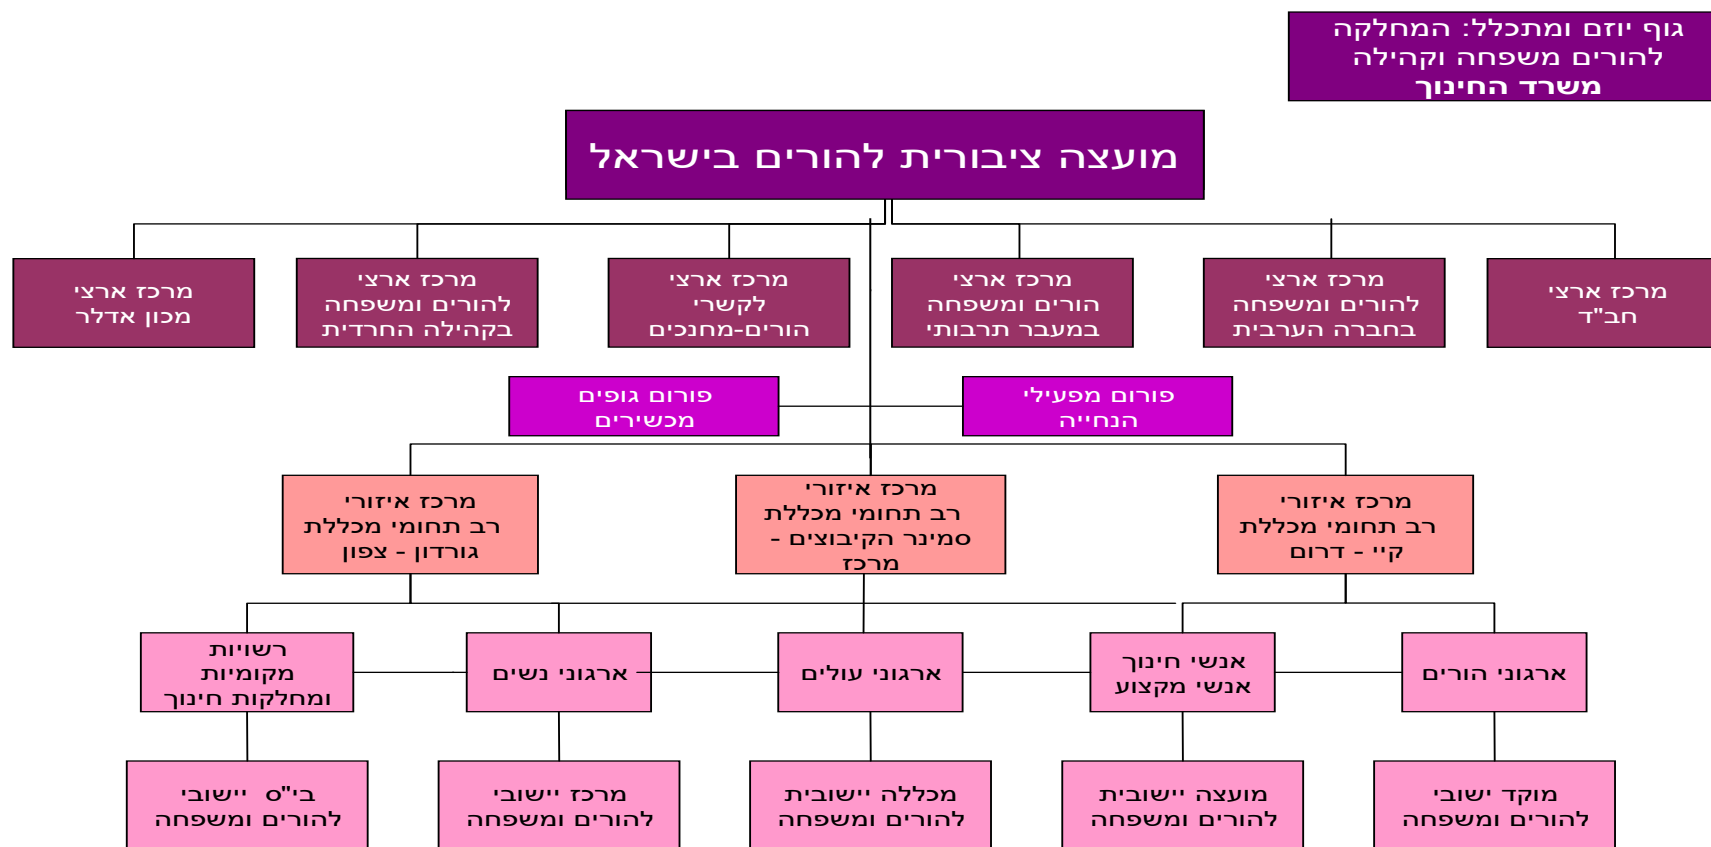 גוף יוזם ומתכלל: המחלקה
להורים משפחה וקהילה
משרד החינוך
מועצה ציבורית להורים בישראל
מרכז ארצי
חב"ד
מרכז ארצי
להורים ומשפחה
בחברה הערבית
מרכז ארצי
הורים ומשפחה
במעבר תרבותי
מרכז ארצי
לקשרי
הורים-מחנכים
מרכז ארצי
להורים ומשפחה
בקהילה החרדית
מרכז ארצי
מכון אדלר
פורום מפעילי
הנחייה
פורום גופים
מכשירים
מרכז איזורי
רב תחומי מכללת
קיי - דרום
מרכז איזורי
רב תחומי מכללת
סמינר הקיבוצים -
מרכז
מרכז איזורי
רב תחומי מכללת
גורדון - צפון
ארגוני הורים
אנשי חינוך
אנשי מקצוע
ארגוני עולים
ארגוני נשים
רשויות
מקומיות
ומחלקות חינוך
מוקד ישובי
להורים ומשפחה
מועצה יישובית
להורים ומשפחה
מכללה יישובית
להורים ומשפחה
מרכז יישובי
להורים ומשפחה
בי"ס יישובי
להורים ומשפחה